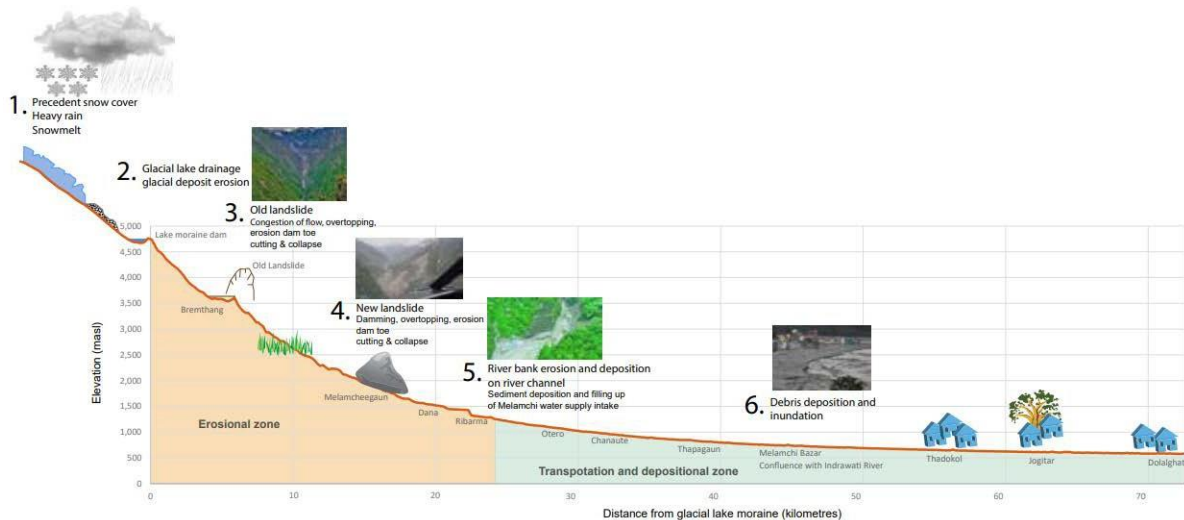 1. Precedent snow cover
Heavy rain
Snowmelt
2. Glacial lake drainage
glacial deposit erosion
3. Old landslide
Congestion of flow, overtopping,
erosion dam toe
cutting & collapse
4. New landslide
Damming, overtopping, erosion
dam toe
cutting & collapse
5. River bank erosion and deposition
on river channel
Sediment deposition and filling up
of Melamchi water supply intake
6. Debris deposition and
inundation
Elevation (masl)
5,000
4,500
4,000
3,500
3,000
2,500
2,000
1,500
1,000
500
0
Lake moraine dam
Old Landslide
Bremthang
Melamcheegaun
Dana
Ribarma
Otero
Chanaute
Thapagaun
Melamchi Bazar
Confluence with Indrawati River
Thadokol
Jogitar
Dolalghat
Erosional zone
Transpotation and depositional zone
0 10 20 30 40 50 60 70
Distance from glacial lake moraine (kilometres)